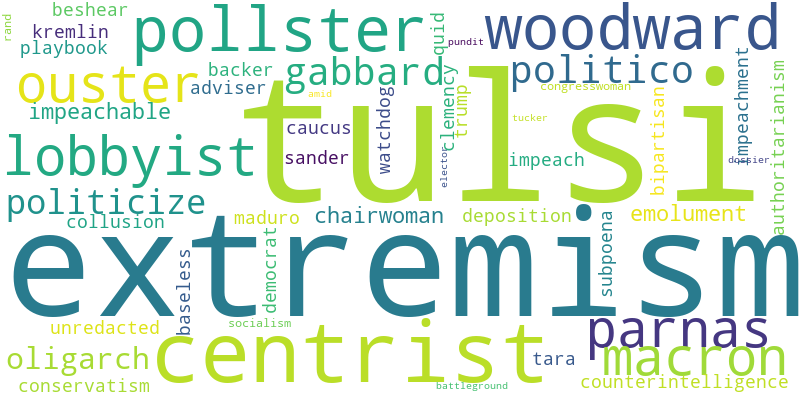 rand
beshear
kremlin
playbook
pollster
quid
pundit
woodward
ouster
backer
adviser
gabbard
politico
impeachable
amid
caucus
sander
watchdog
clemency
trump
congresswoman
tucker
impeachment
bipartisan
authoritarianism
lobbyist
tulsi
elector
impeach
dossier
politicize
collusion
maduro
chairwoman
deposition
emolument
extremism
baseless
democrat
subpoena
unredacted
socialism
centrist
parnas
oligarch
tara
macron
conservatism
battleground
counterintelligence